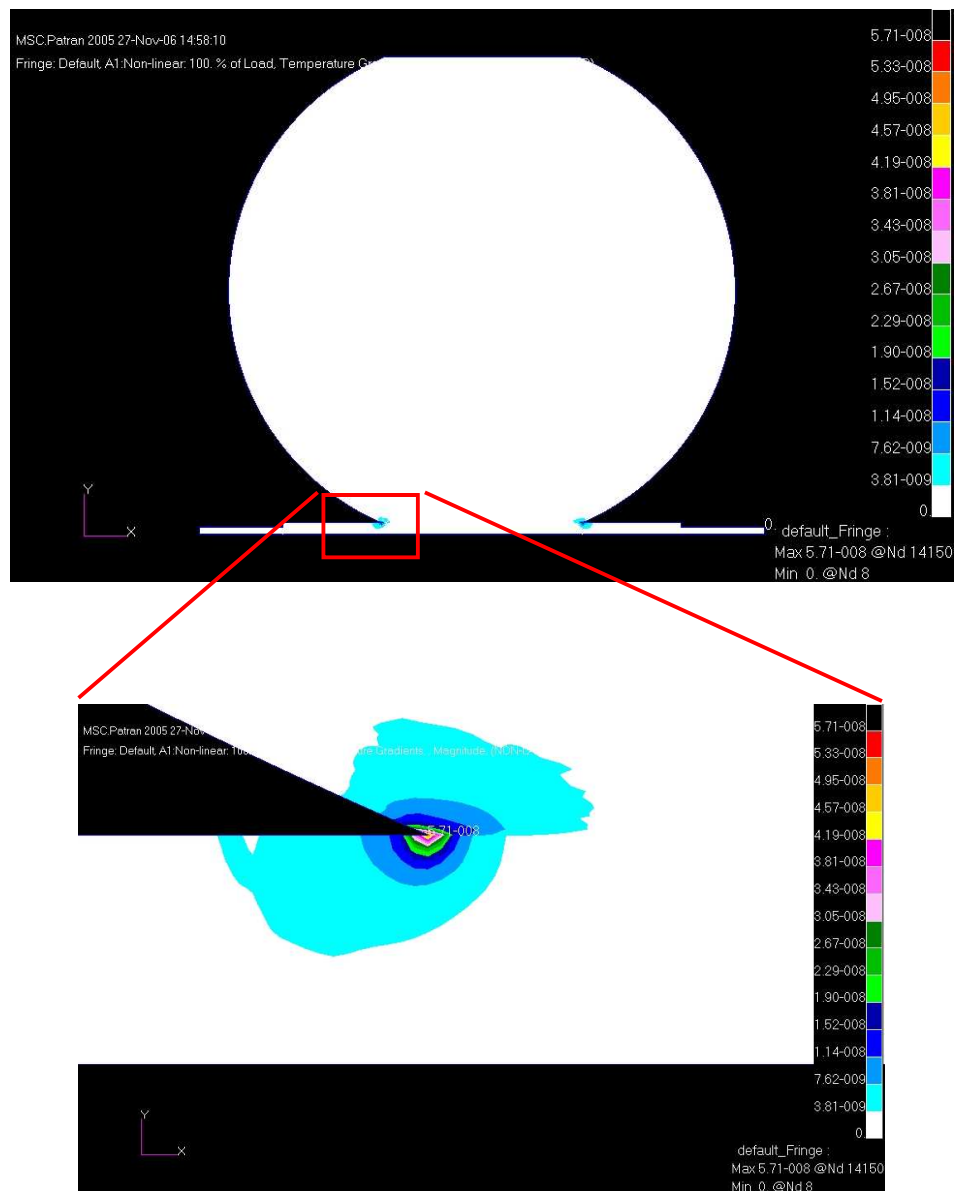 MSC.Patran 2005 27-Nov-06 14:58:10
Fringe: Default, A1:Non-linear: 100. % of Load, Temperature
5.71-008
5.33-008
4.95-008
4.57-008
4.19-008
3.81-008
3.43-008
3.05-008
2.67-008
2.29-008
1.90-008
1.52-008
1.14-008
7.62-009
3.81-009
0.
Y
X
0.
default_Fringe :
Max 5.71-008 @Nd 14150
Min 0. @Nd 8
MSC.Patran 2005
Fringe: Default, A1:Non-linear: Gradients, , Magnitude,
5.71-008
5.71-008
5.33-008
4.95-008
4.57-008
4.19-008
3.81-008
3.43-008
3.05-008
2.67-008
2.29-008
1.90-008
1.52-008
1.14-008
7.62-009
3.81-009
0.
Y
X
default_Fringe :
Max 5.71-008 @Nd 14150
Min 0. @Nd 8